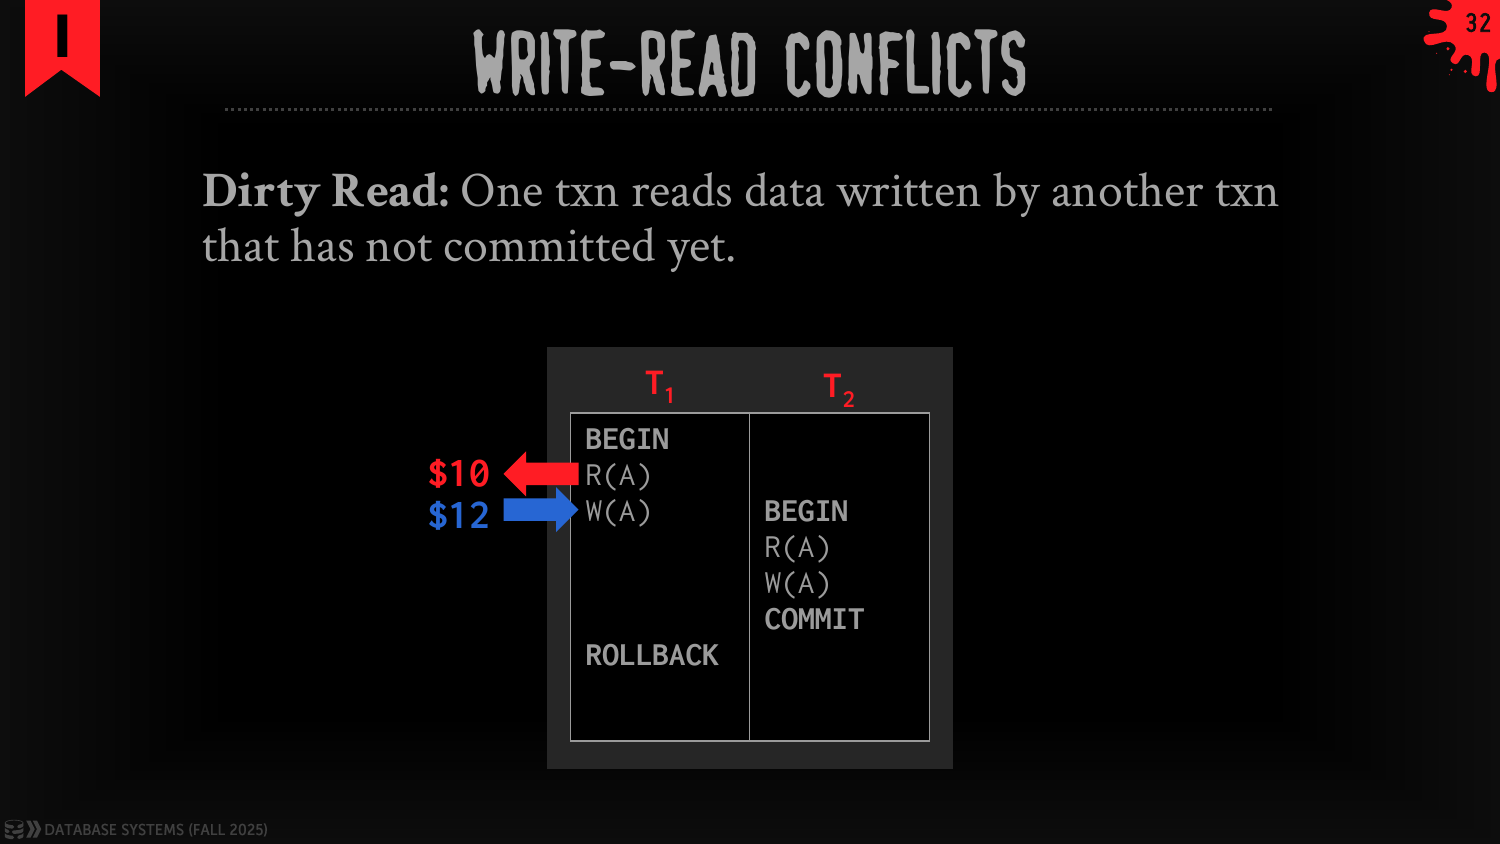 I
WRITE-READ CONFLICTS
32
Dirty Read: One txn reads data written by another txn
that has not committed yet.
T1 T2
BEGIN
$10 R(A)
$12 W(A) BEGIN
R(A)
W(A)
COMMIT
ROLLBACK
DATABASE SYSTEMS (FALL 2025)